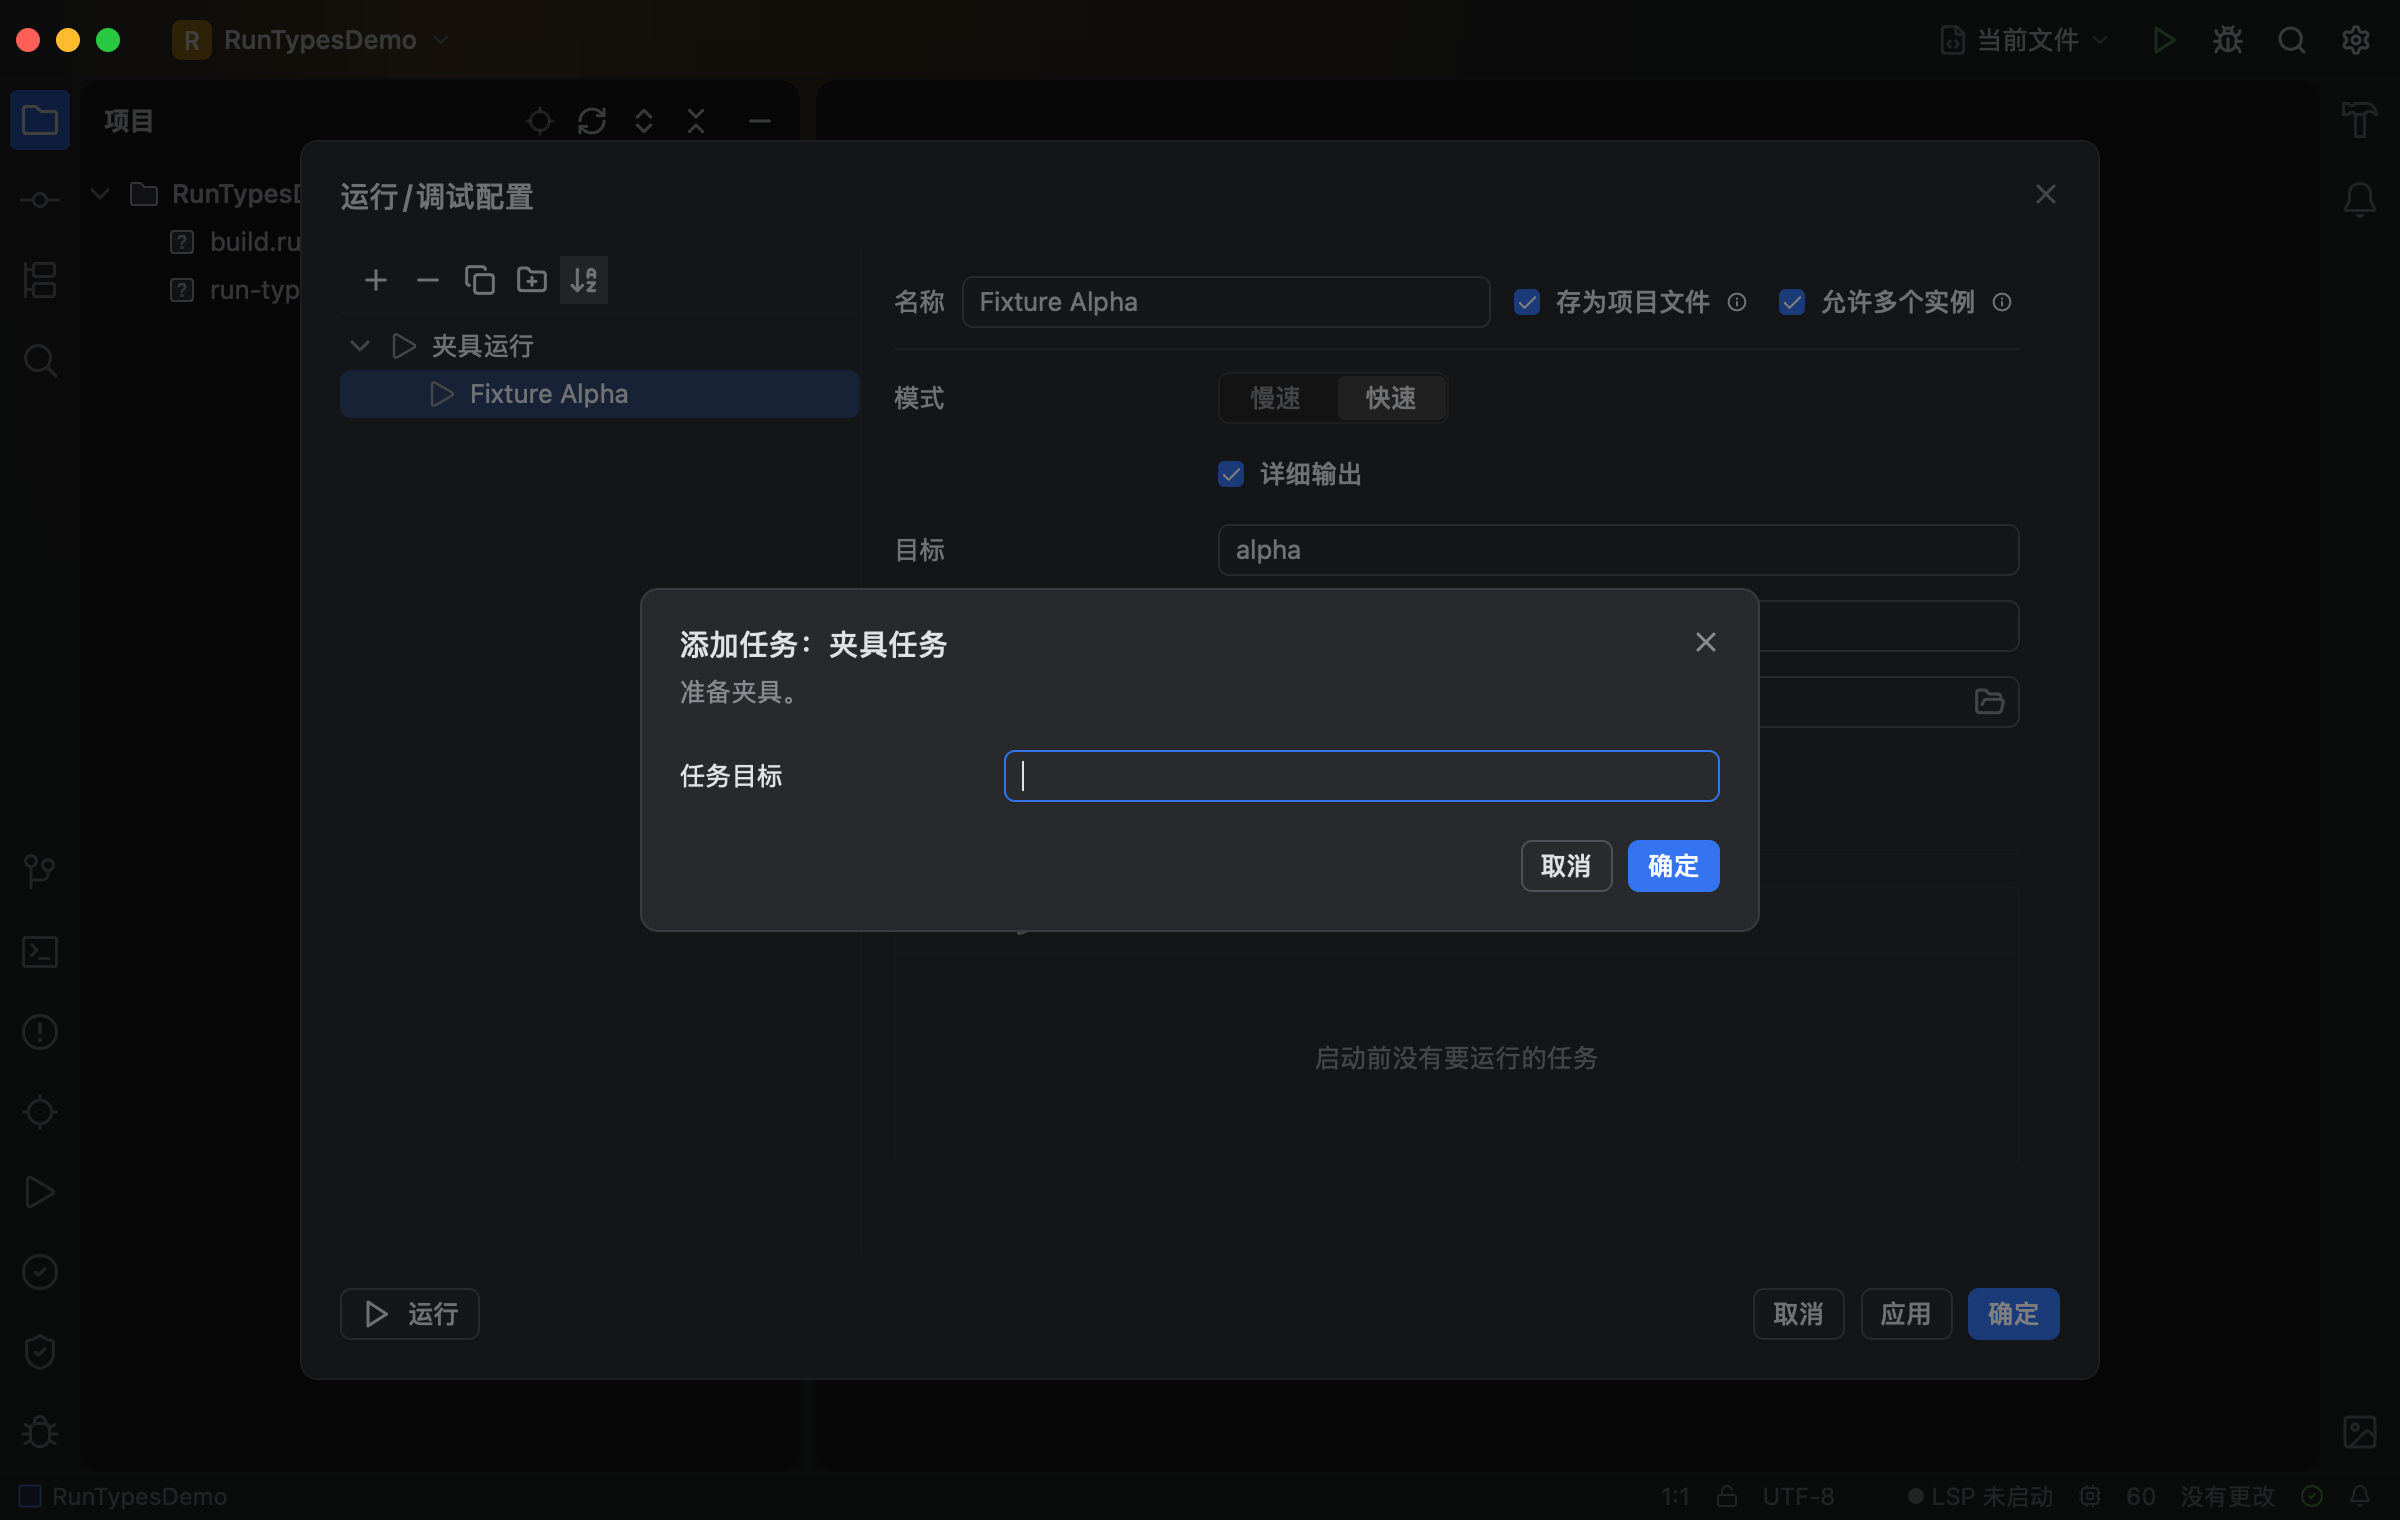 R RunTypesDemo
当前文件
项目
RunTypesD
build.ru
run-typ
运行/调试配置
夹具运行
Fixture Alpha
名称 Fixture Alpha 存为项目文件 允许多个实例
模式 慢速 快速
详细输出
目标 alpha
添加任务：夹具任务
准备夹具。
任务目标
取消 确定
启动前没有要运行的任务
运行 取消 应用 确定
RunTypesDemo 1:1 UTF-8 LSP 未启动 60 没有更改